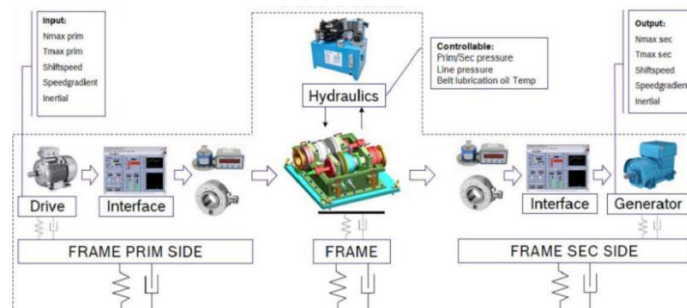 Input:
Nmax prim
Tmax prim
Shiftspeed
Speedgradient
Inertial
Controllable:
Prim/Sec pressure
Line pressure
Belt lubrication oil Temp
Output:
Nmax sec
Tmax sec
Shiftspeed
Speedgradient
Inertial
Hydraulics
Drive
Interface
Interface
Generator
FRAME PRIM SIDE
FRAME
FRAME SEC SIDE